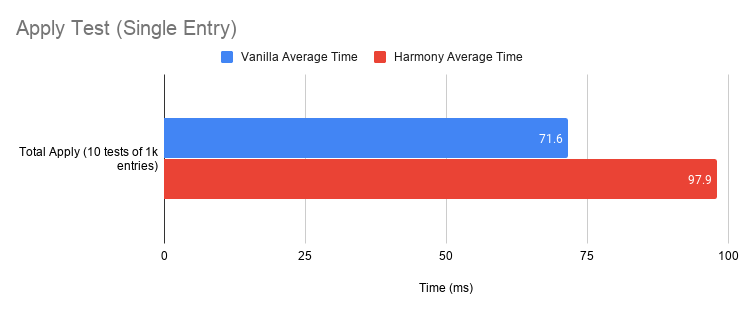 Apply Test (Single Entry)
Vanilla Average Time Harmony Average Time
71.6
Total Apply (10 tests of 1k
entries)
97.9
0 25 50 75 100
Time (ms)